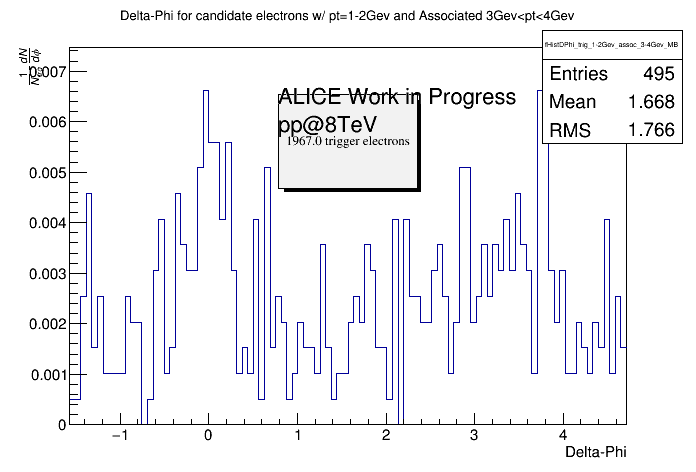 Delta-Phi for candidate electrons w/ pt=1-2Gev and Associated 3Gev<pt<4Gev
fHistDPhi_trig_1-2Gev_assoc_3-4Gev_MB
Entries 495
Mean 1.668
RMS 1.766
1 dN
N dφ
ALICE Work in Progress
pp@8TeV
1967.0 trigger electrons
0.007
0.006
0.005
0.004
0.003
0.002
0.001
0
−1 0 1 2 3 4
Delta-Phi